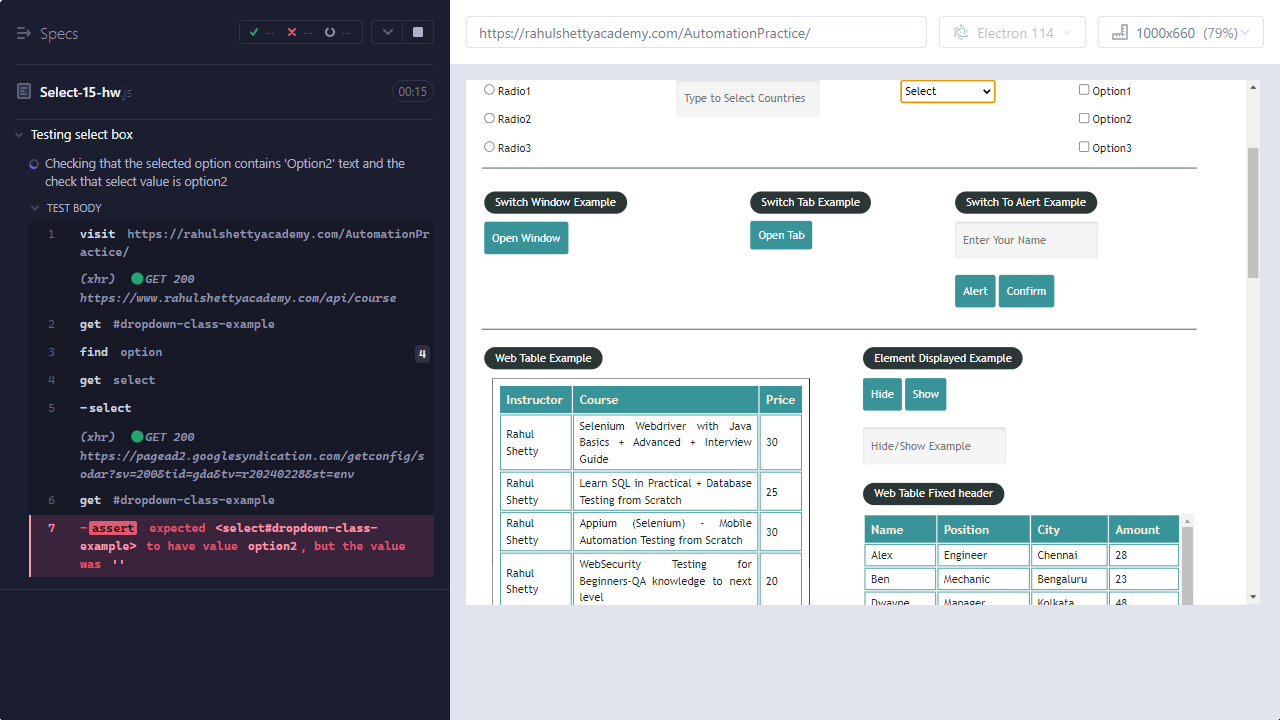 Specs
-- -- --
Select-15-hw.js
00:15
Testing select box
Checking that the selected option contains 'Option2' text and the
check that select value is option2
TEST BODY
1 visit https://rahulshettyacademy.com/AutomationPr
actice/
(xhr) GET 200
https://www.rahulshettyacademy.com/api/course
2 get #dropdown-class-example
3 find option 4
4 get select
5 -select
(xhr) GET 200
https://pagead2.googlesyndication.com/getconfig/s
odar?sv=200&tid=gda&tv=r20240228&st=env
6 get #dropdown-class-example
7 -assert expected <select#dropdown-class-
example> to have value option2, but the value
was ''
https://rahulshettyacademy.com/AutomationPractice/
Electron 114
1000x660 (79%)
Radio1
Radio2
Radio3
Type to Select Countries
Select
Option1
Option2
Option3
Switch Window Example
Open Window
Switch Tab Example
Open Tab
Switch To Alert Example
Enter Your Name
Alert Confirm
Web Table Example
Instructor Course Price
Rahul Shetty
Selenium Webdriver with Java
Basics + Advanced + Interview
Guide
30
Rahul Shetty
Learn SQL in Practical + Database
Testing from Scratch
25
Rahul Shetty
Appium (Selenium) - Mobile
Automation Testing from Scratch
30
Rahul Shetty
WebSecurity Testing for
Beginners-QA knowledge to next
level
20
Element Displayed Example
Hide Show
Hide/Show Example
Web Table Fixed header
Name Position City Amount
Alex Engineer Chennai 28
Ben Mechanic Bengaluru 23
Dwayne Manager Kolkata 48